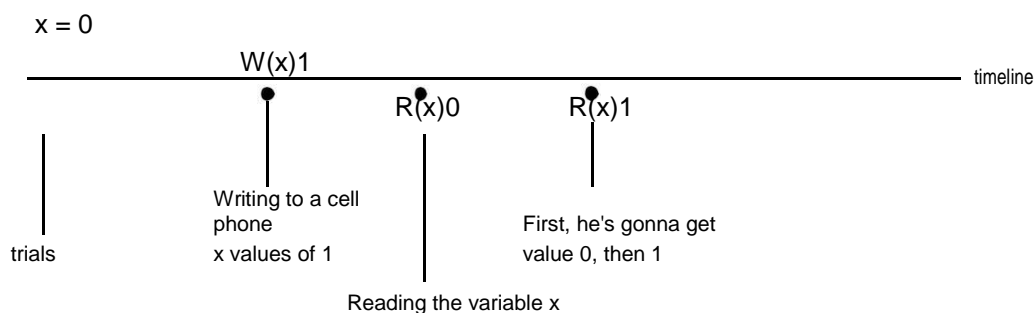 x = 0
W(x)1
timeline
R(x)0
R(x)1
Writing to a cell
phone
x values of 1
First, he's gonna get
value 0, then 1
trials
Reading the variable x